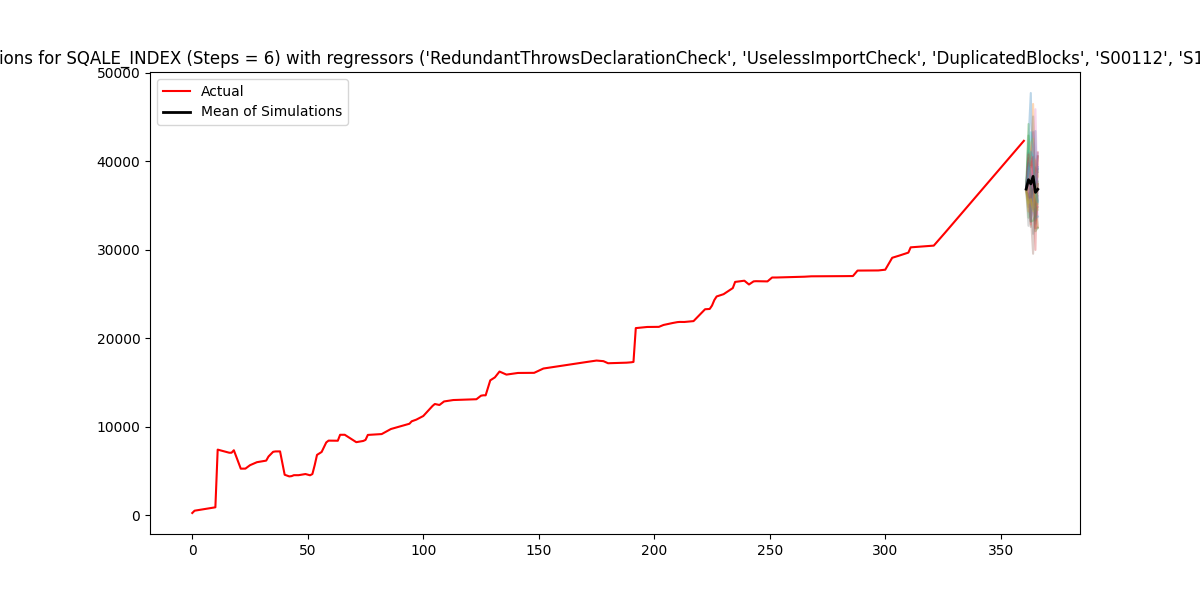 ions for SQALE_INDEX (Steps = 6) with regressors ('RedundantThrowsDeclarationCheck', 'UselessImportCheck', 'DuplicatedBlocks', 'S00112', 'S1
Actual
Mean of Simulations
50000
40000
30000
20000
10000
0
0 50 100 150 200 250 300 350